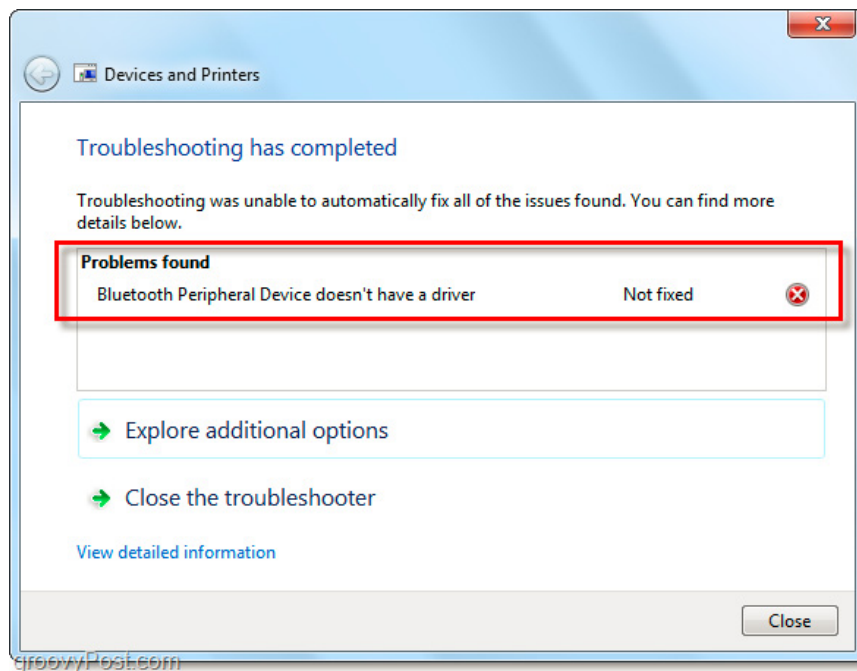 Devices and Printers
Troubleshooting has completed
Troubleshooting was unable to automatically fix all of the issues found. You can find more
details below.
Problems found
Bluetooth Peripheral Device doesn't have a driver Not fixed
Explore additional options
Close the troubleshooter
View detailed information
Close
groovyPost.com